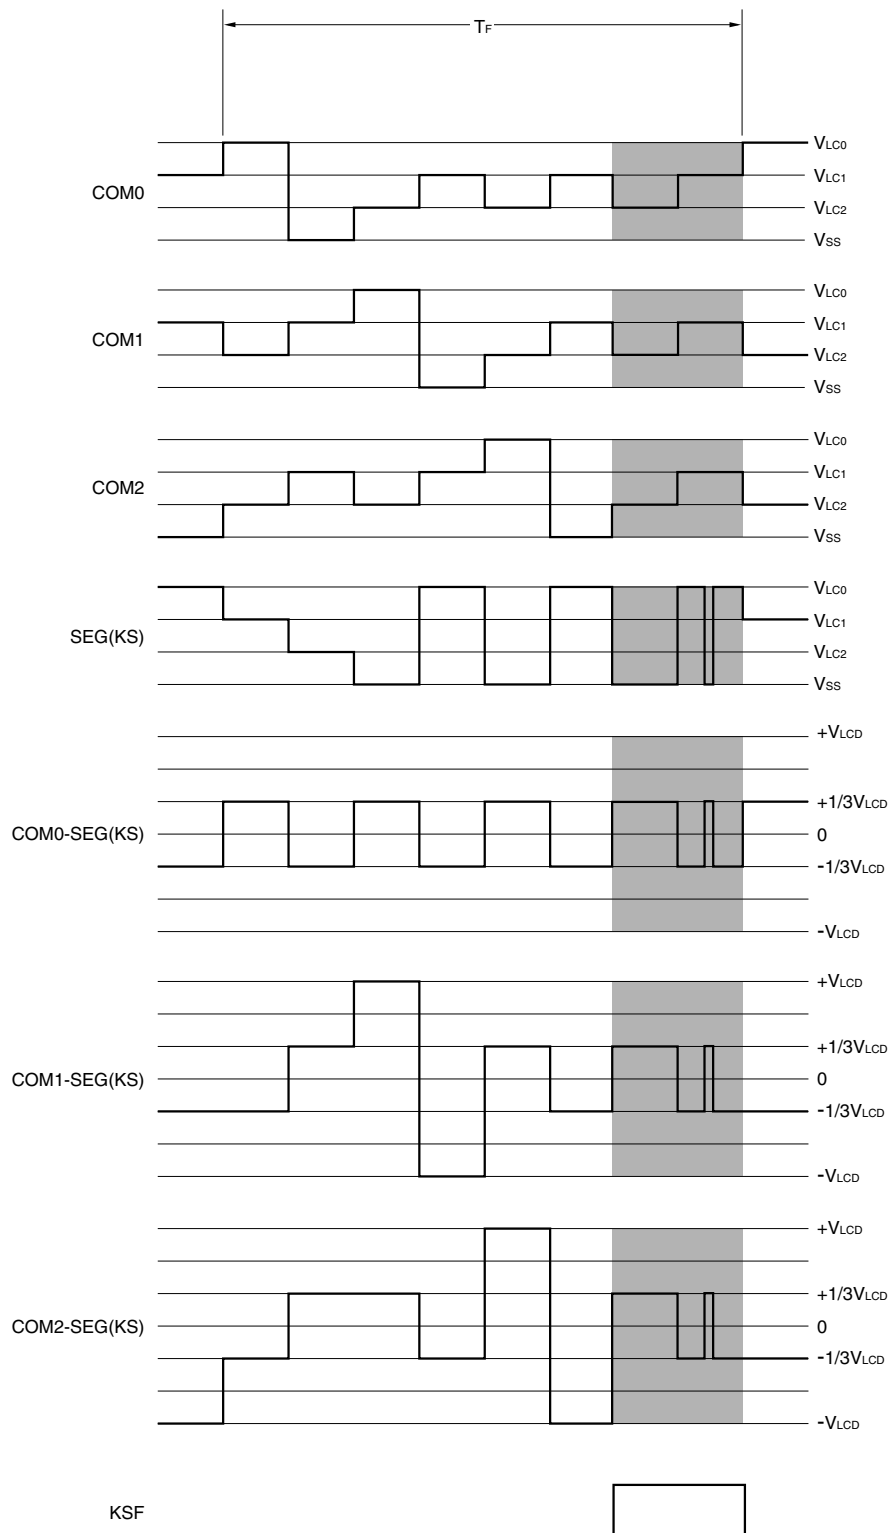 TF
VLC0
VLC1
COM0
VLC2
VSS
VLC0
VLC1
COM1
VLC2
VSS
VLC0
VLC1
COM2
VLC2
VSS
VLC0
VLC1
SEG(KS)
VLC2
VSS
+VLCD
+1/3VLCD
COM0-SEG(KS)
0
-1/3VLCD
-VLCD
+VLCD
+1/3VLCD
COM1-SEG(KS)
0
-1/3VLCD
-VLCD
+VLCD
+1/3VLCD
COM2-SEG(KS)
0
-1/3VLCD
-VLCD
KSF